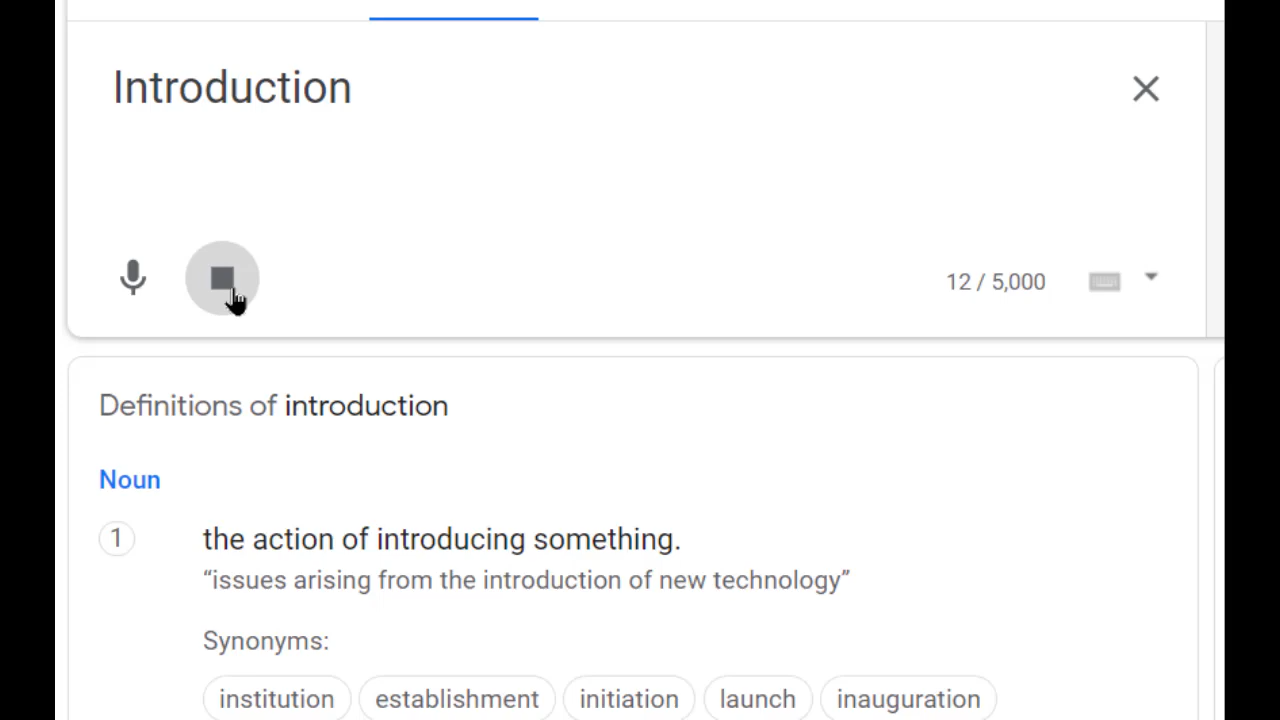 Introduction
12 / 5,000
Definitions of introduction
Noun
1
the action of introducing something.
“issues arising from the introduction of new technology”
Synonyms:
institution establishment initiation launch inauguration